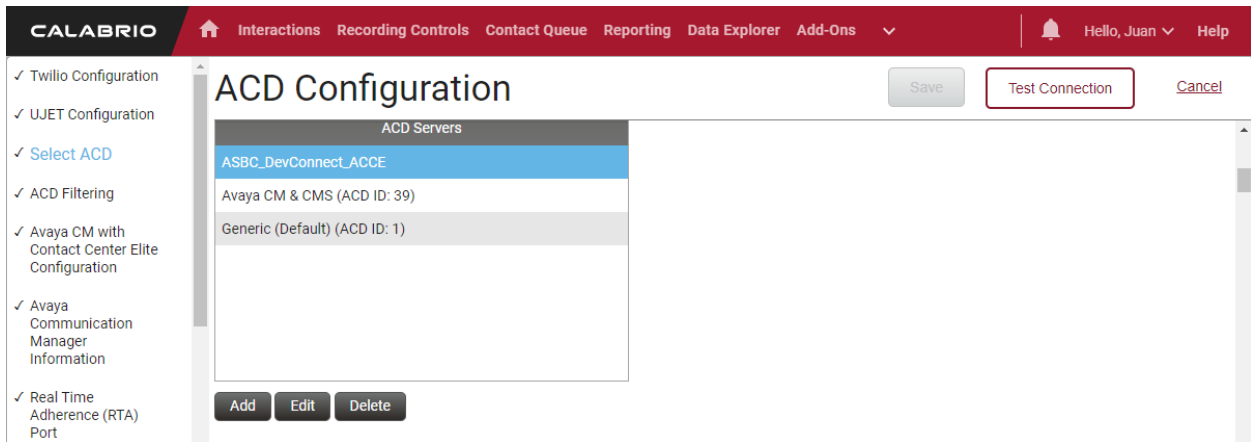 CALABRIO
Interactions Recording Controls Contact Queue Reporting Data Explorer Add-Ons
Hello, Juan
Help
✓ Twilio Configuration
✓ UJET Configuration
✓ Select ACD
✓ ACD Filtering
✓ Avaya CM with
Contact Center Elite
Configuration
✓ Avaya
Communication
Manager
Information
✓ Real Time
Adherence (RTA)
Port
ACD Configuration
Save
Test Connection
Cancel
ACD Servers
ASBC_DevConnect_ACCE
Avaya CM & CMS (ACD ID: 39)
Generic (Default) (ACD ID: 1)
Add Edit Delete